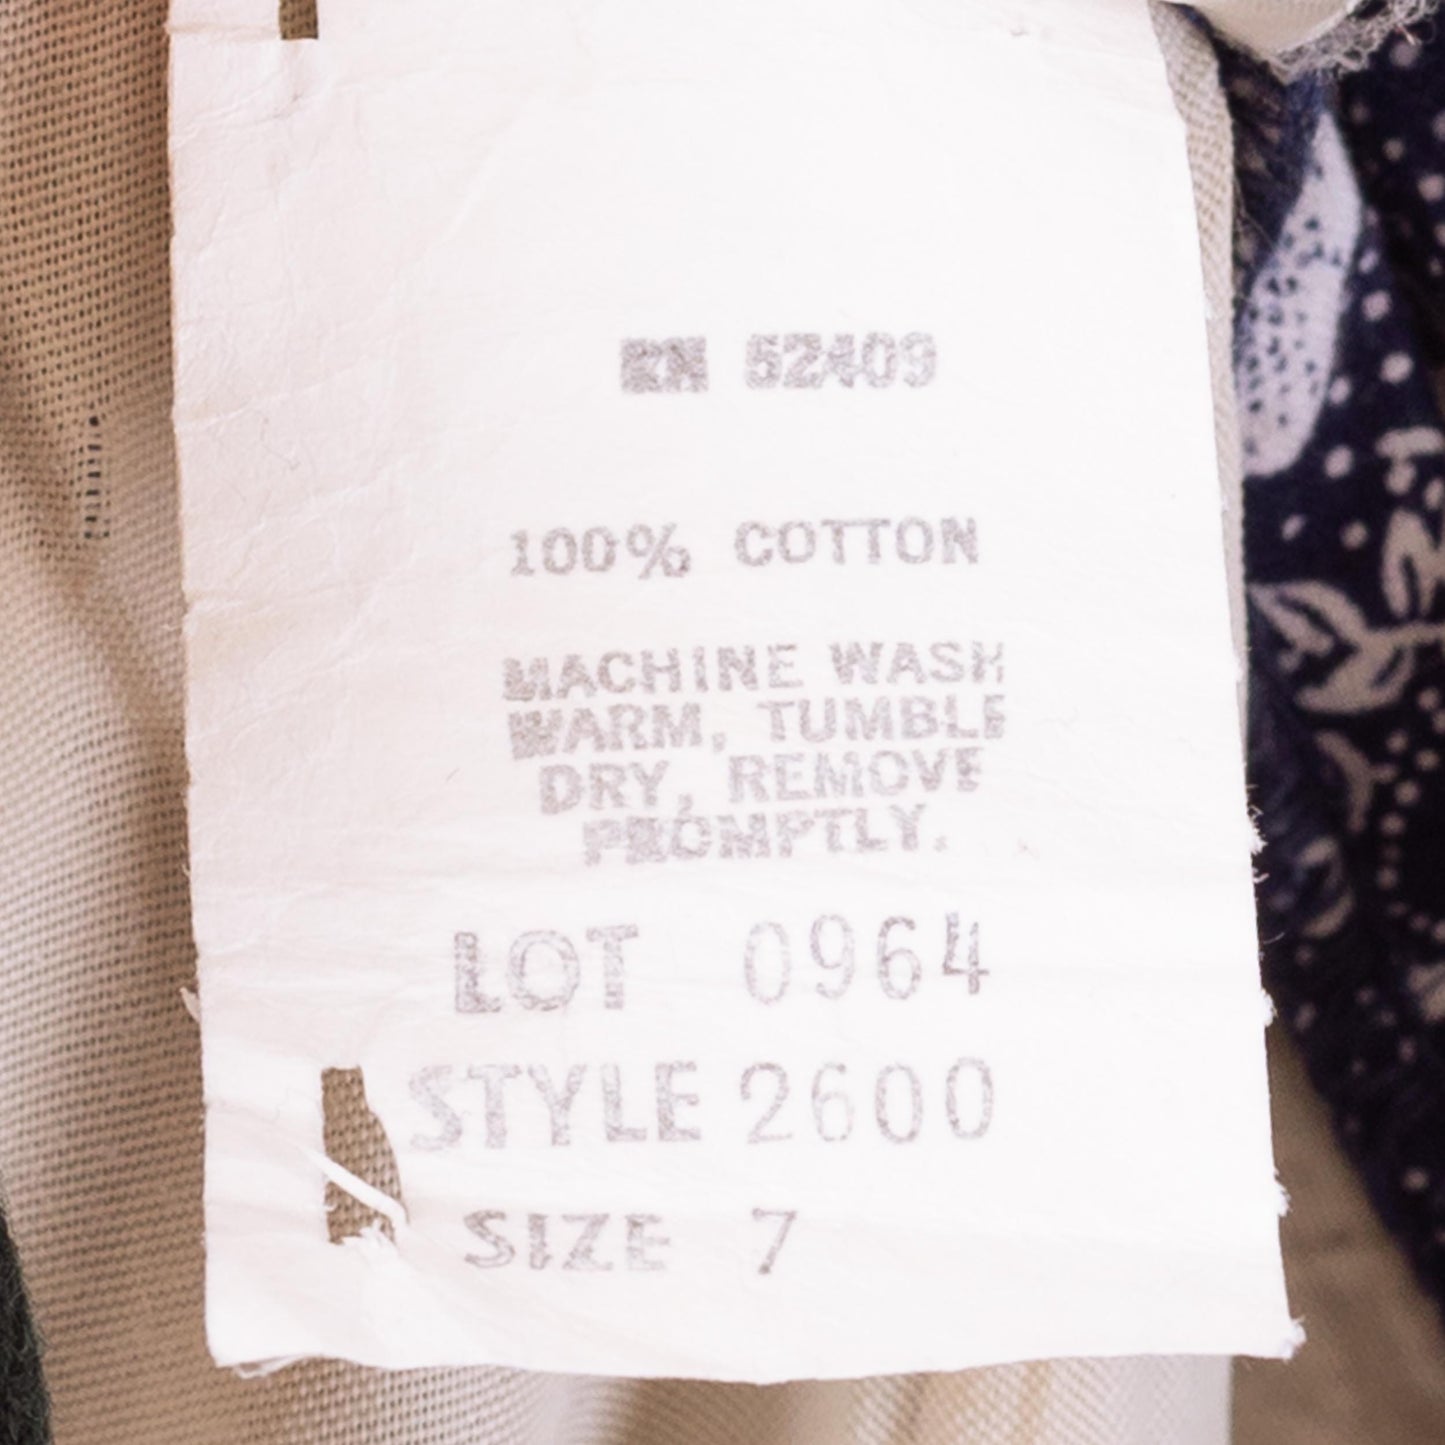 RN 52409
100% COTTON
MACHINE WASH
WARM, TUMBLE
DRY, REMOVE
PROMPTLY.
LOT 0964
STYLE 2600
SIZE 7